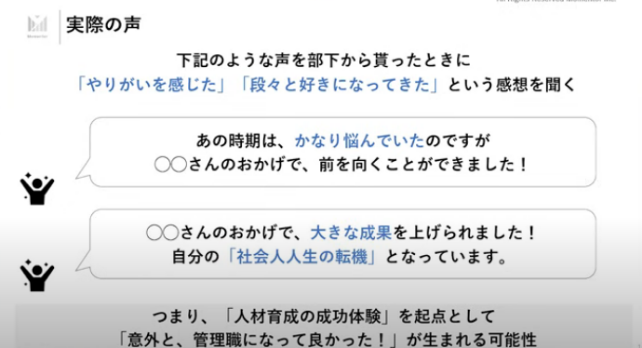 実際の声
下記のような声を部下から貰ったときに
「やりがいを感じた」「段々と好きになってきた」という感想を聞く
あの時期は、かなり悩んでいたのですが
〇〇さんのおかげで、前を向くことができました！
〇〇さんのおかげで、大きな成果を上げられました！
自分の「社会人人生の転機」となっています。
つまり、「人材育成の成功体験」を起点として
「意外と、管理職になって良かった！」が生まれる可能性